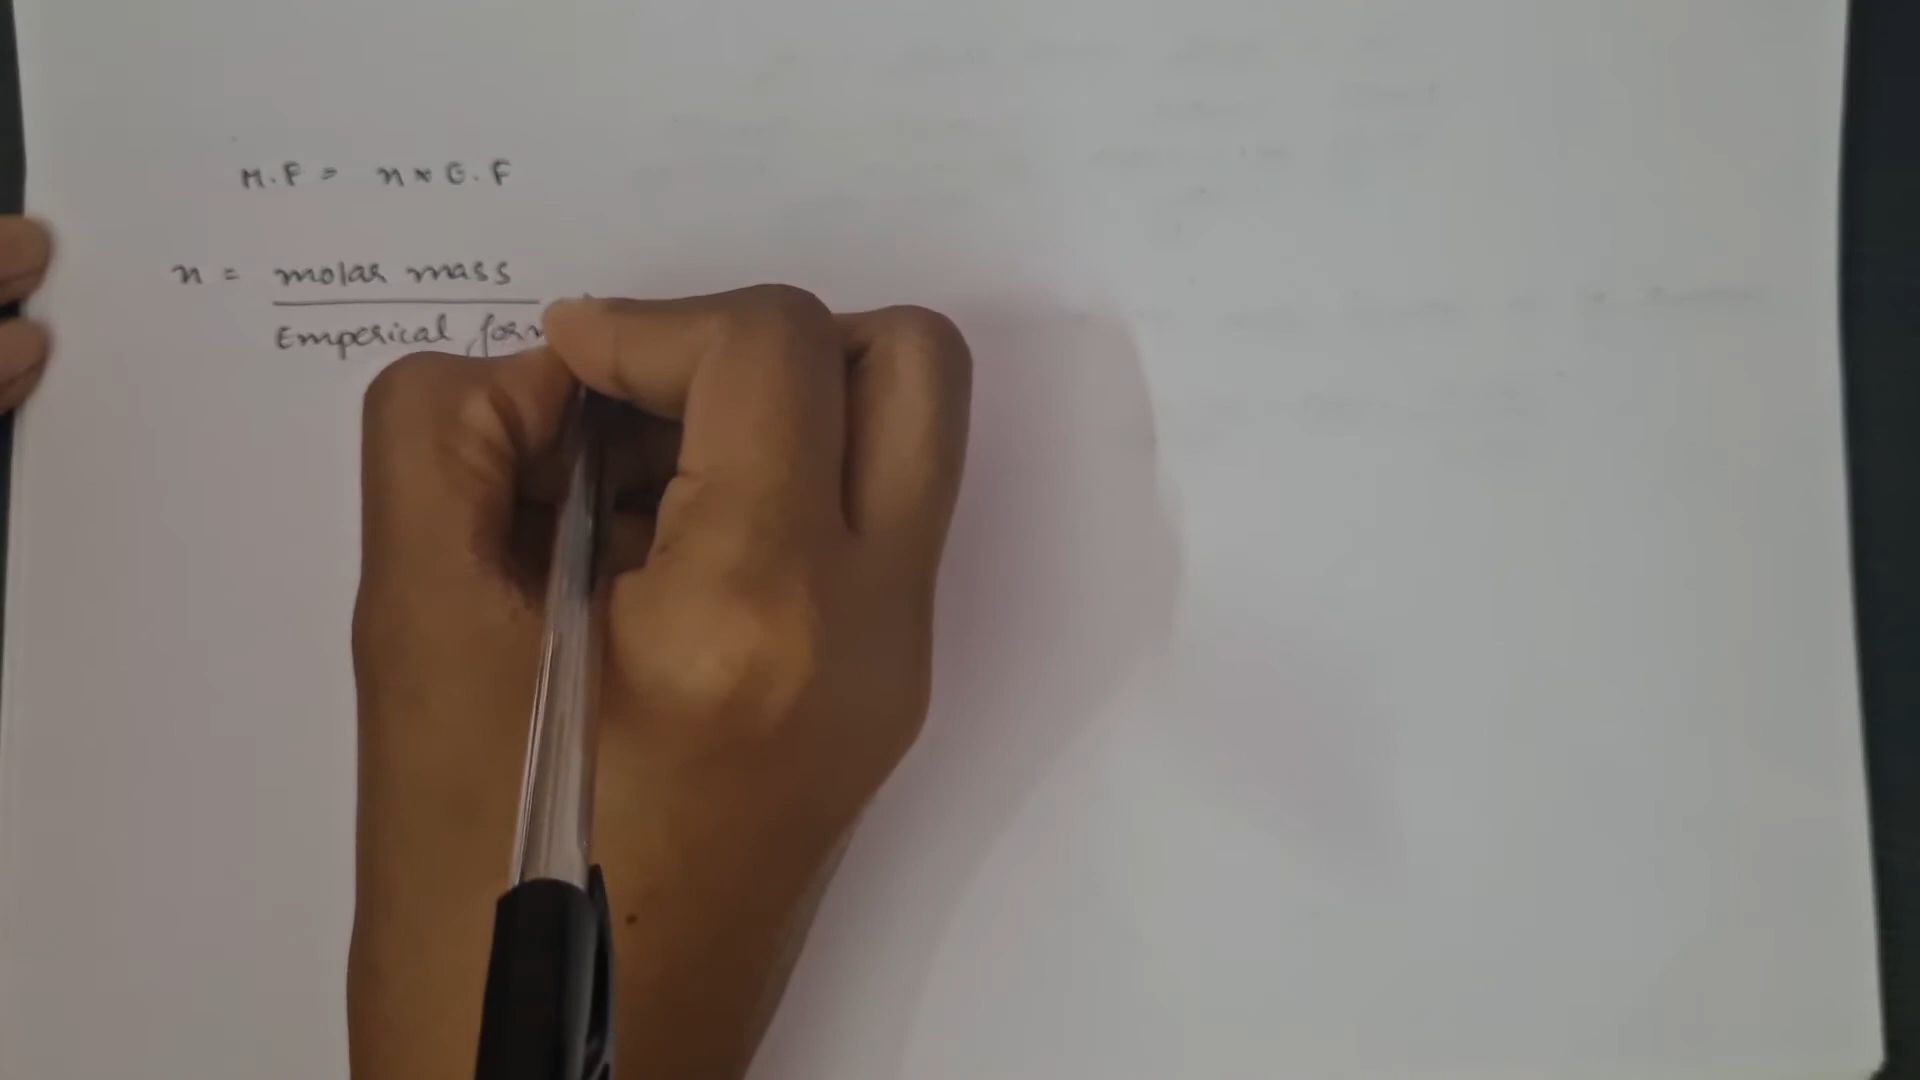 M.F = n × E.F
n = molar mass
Emperical form